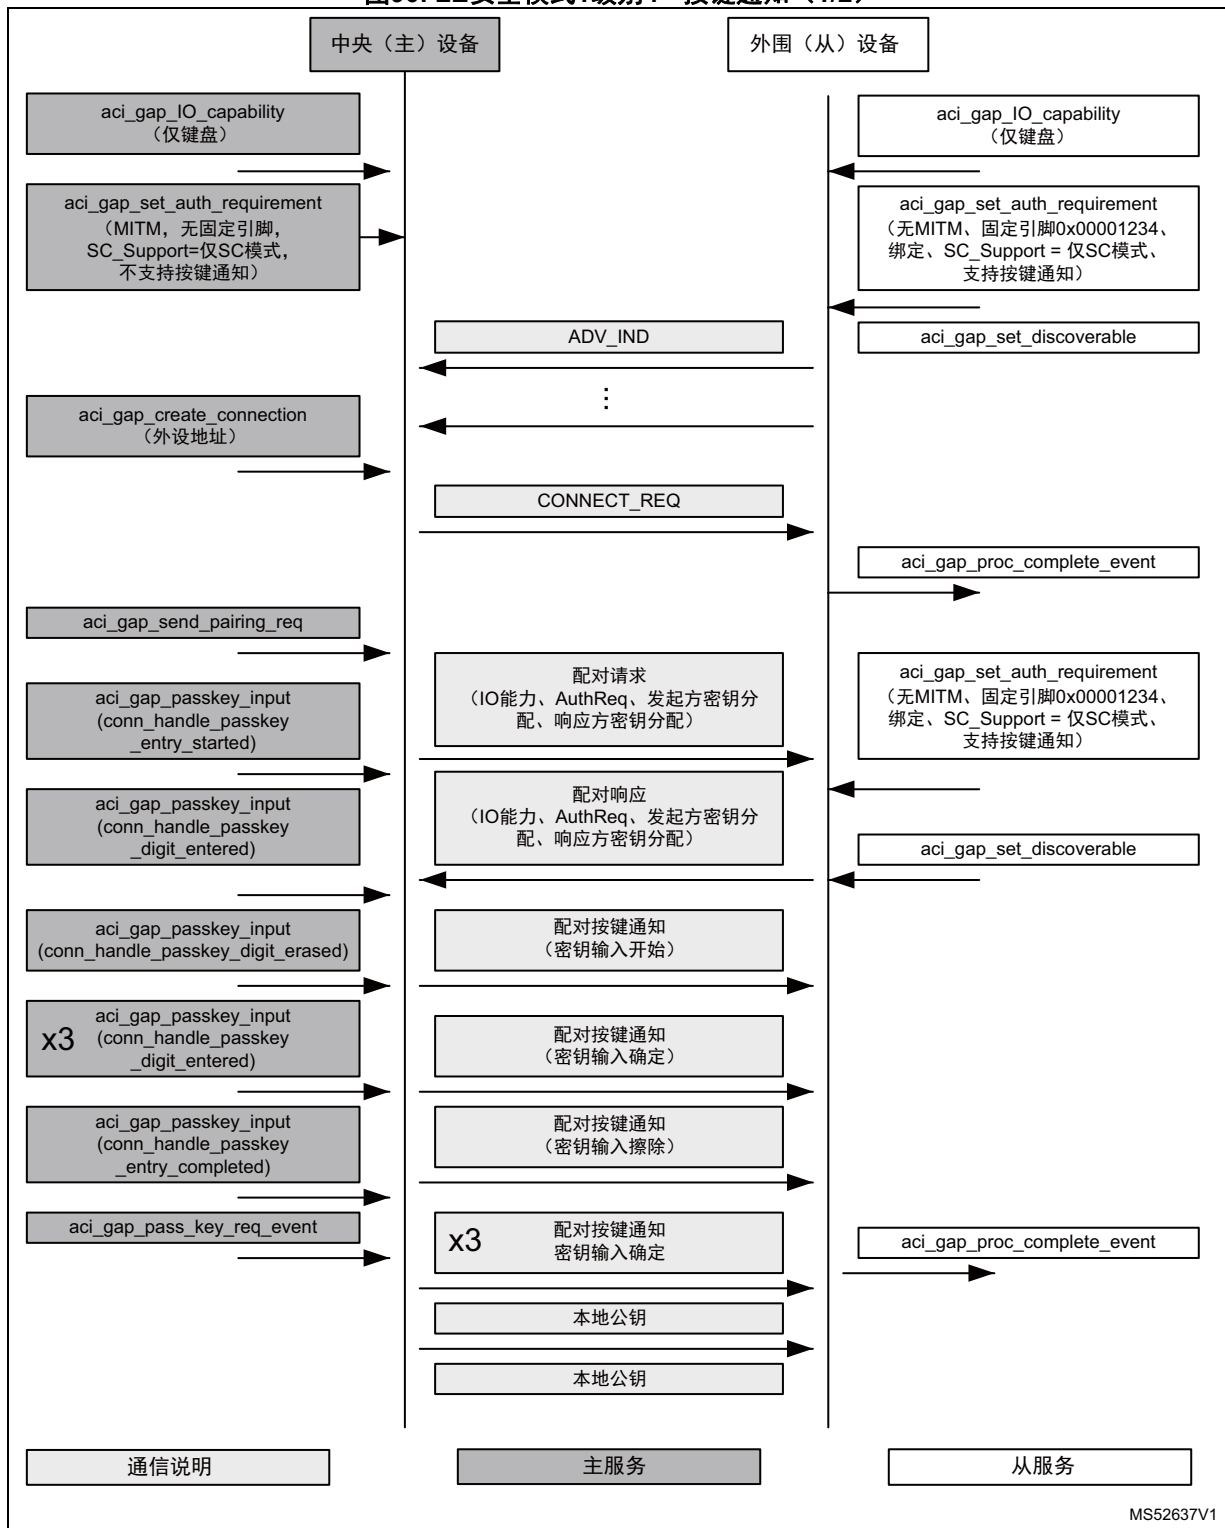 中央（主）设备
外围（从）设备
aci_gap_IO_capability
（仅键盘）
aci_gap_IO_capability
（仅键盘）
aci_gap_set_auth_requirement
（MITM，无固定引脚，
SC_Support=仅SC模式，
不支持按键通知）
aci_gap_set_auth_requirement
（无MITM、固定引脚0x00001234、
绑定、SC_Support = 仅SC模式、
支持按键通知）
ADV_IND
aci_gap_set_discoverable
aci_gap_create_connection
（外设地址）
CONNECT_REQ
aci_gap_proc_complete_event
aci_gap_send_pairing_req
配对请求
（IO能力、AuthReq、发起方密钥分
配、响应方密钥分配）
aci_gap_set_auth_requirement
（无MITM、固定引脚0x00001234、
绑定、SC_Support = 仅SC模式、
支持按键通知）
aci_gap_passkey_input
(conn_handle_passkey
_entry_started)
aci_gap_passkey_input
(conn_handle_passkey
_digit_entered)
配对响应
（IO能力、AuthReq、发起方密钥分
配、响应方密钥分配）
aci_gap_set_discoverable
aci_gap_passkey_input
(conn_handle_passkey_digit_erased)
配对按键通知
（密钥输入开始）
x3
aci_gap_passkey_input
(conn_handle_passkey
_digit_entered)
配对按键通知
（密钥输入确定）
aci_gap_passkey_input
(conn_handle_passkey
_entry_completed)
配对按键通知
（密钥输入擦除）
aci_gap_pass_key_req_event
x3
配对按键通知
密钥输入确定
aci_gap_proc_complete_event
本地公钥
本地公钥
通信说明
主服务
从服务
MS52637V1